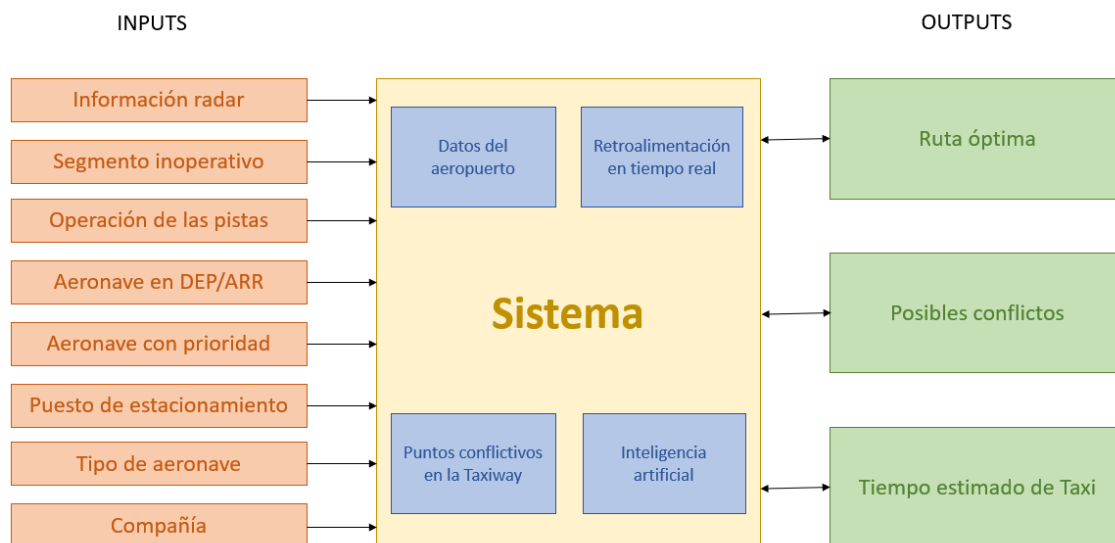 INPUTS
OUTPUTS
Información radar
Segmento inoperativo
Operación de las pistas
Aeronave en DEP/ARR
Aeronave con prioridad
Puesto de estacionamiento
Tipo de aeronave
Compañía
Datos del
aeropuerto
Retroalimentación
en tiempo real
Sistema
Puntos conflictivos
en la Taxiway
Inteligencia
artificial
Ruta óptima
Posibles conflictos
Tiempo estimado de Taxi